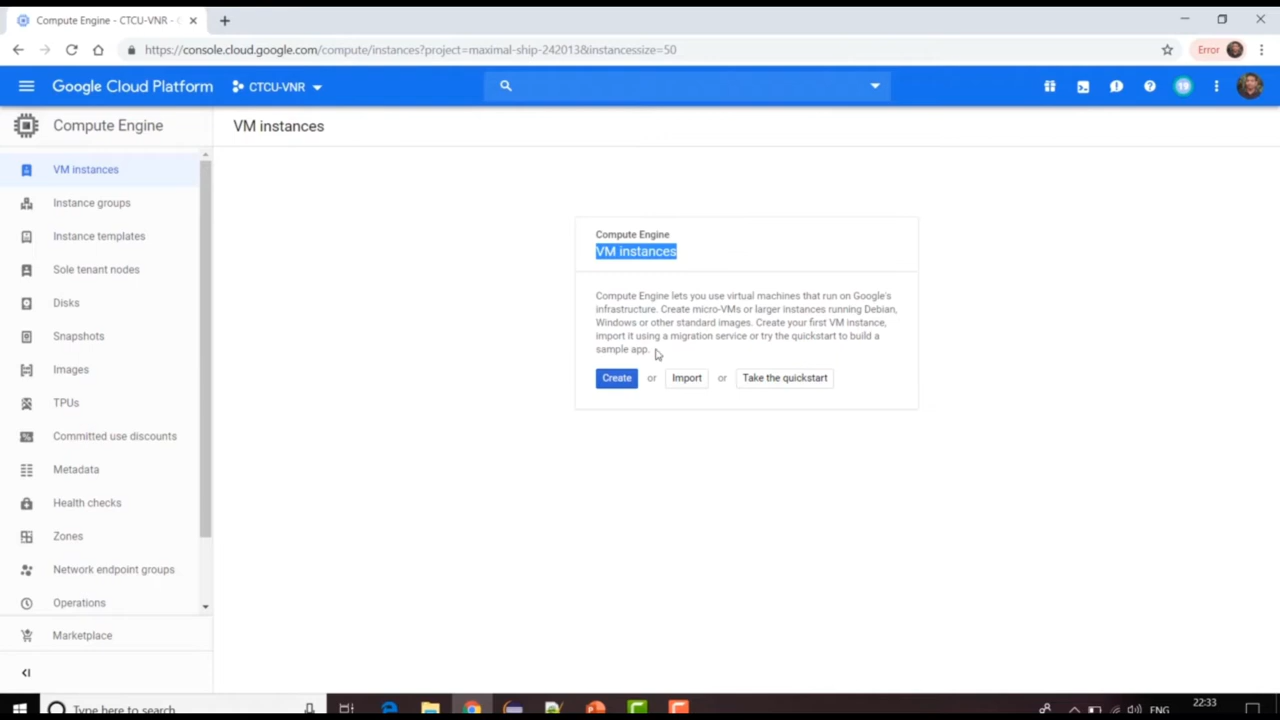 Compute Engine - CTCU-VNR - 
https://console.cloud.google.com/compute/instances?project=maximal-ship-242013&instancessize=50
Error
Google Cloud Platform
CTCU-VNR
Compute Engine
VM instances
VM instances
Instance groups
Instance templates
Sole tenant nodes
Disks
Snapshots
Images
TPUs
Committed use discounts
Metadata
Health checks
Zones
Network endpoint groups
Operations
Marketplace
Compute Engine
VM instances
Compute Engine lets you use virtual machines that run on Google's
infrastructure. Create micro-VMs or larger instances running Debian,
Windows or other standard images. Create your first VM instance,
import it using a migration service or try the quickstart to build a
sample app.
Create or Import or Take the quickstart
Type here to search
ENG
22:33